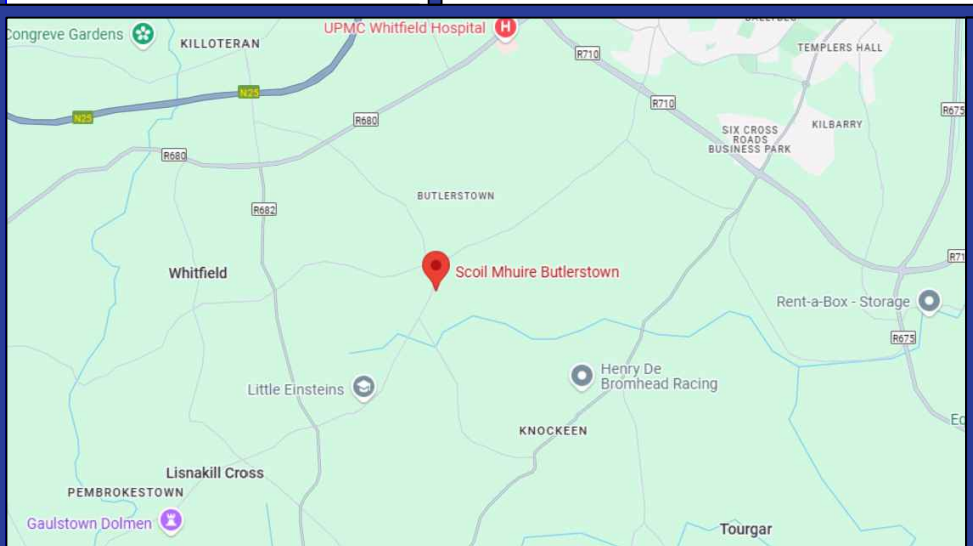 Congreve Gardens
KILLOTERAN
UPMC Whitfield Hospital
H
R710
TEMPLERS HALL
N25
N25
R680
R710
R675
SIX CROSS
ROADS
BUSINESS PARK
KILBARRY
R680
BUTLERSTOWN
R682
Whitfield
Scoil Mhuire Butlerstown
R71
Rent-a-Box - Storage
R675
Little Einsteins
Henry De
Bromhead Racing
KNOCKEEN
Lisnakill Cross
PEMBROKESTOWN
Gaulstown Dolmen
Tourgar